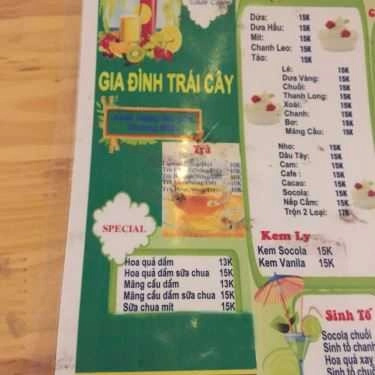 GIA ĐÌNH TRÁI CÂY
Trà
SPECIAL
Hoa quả dầm 13K
Hoa quả dầm sữa chua 15K
Mãng cầu dầm 13K
Mãng cầu dầm sữa chua 15K
Sữa chua mít 15K
Dứa: 15K
Dưa Hấu: 15K
Mít: 15K
Chanh Leo: 15K
Táo: 15K
Lê: 15K
Dưa Vàng: 15K
Chuối: 15K
Thanh Long: 15K
Xoài: 15K
Chanh: 15K
Bơ: 15K
Mãng Cầu: 15K
Nho: 15K
Dâu Tây: 15K
Cam: 15K
Cafe : 15K
Cacao: 15K
Socola: 15K
Nếp Cẩm: 15K
Trộn 2 Loại: 17K
Kem Ly
Kem Socola 15K
Kem Vanila 15K
Sinh Tố
Socola chuối
Sinh tố chanh
Hoa quả xay
Sinh tố cam